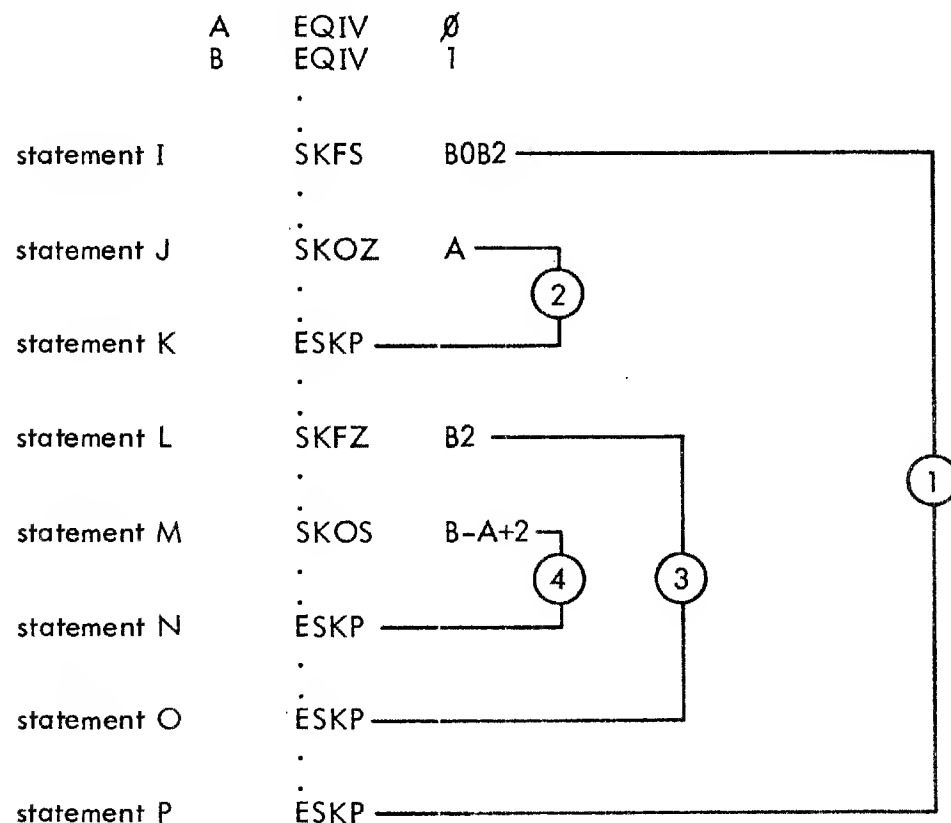 A EQIV Ø
B EQIV 1
statement I SKFS B0B2
statement J SKOZ A
2
statement K ESKP
statement L SKFZ B2
1
statement M SKOS B-A+2
4 3
statement N ESKP
statement O ESKP
statement P ESKP